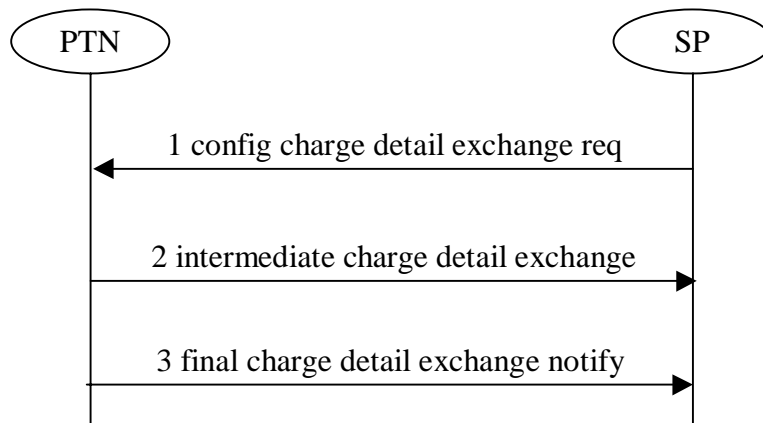 PTN
SP
1 config charge detail exchange req
2 intermediate charge detail exchange
3 final charge detail exchange notify